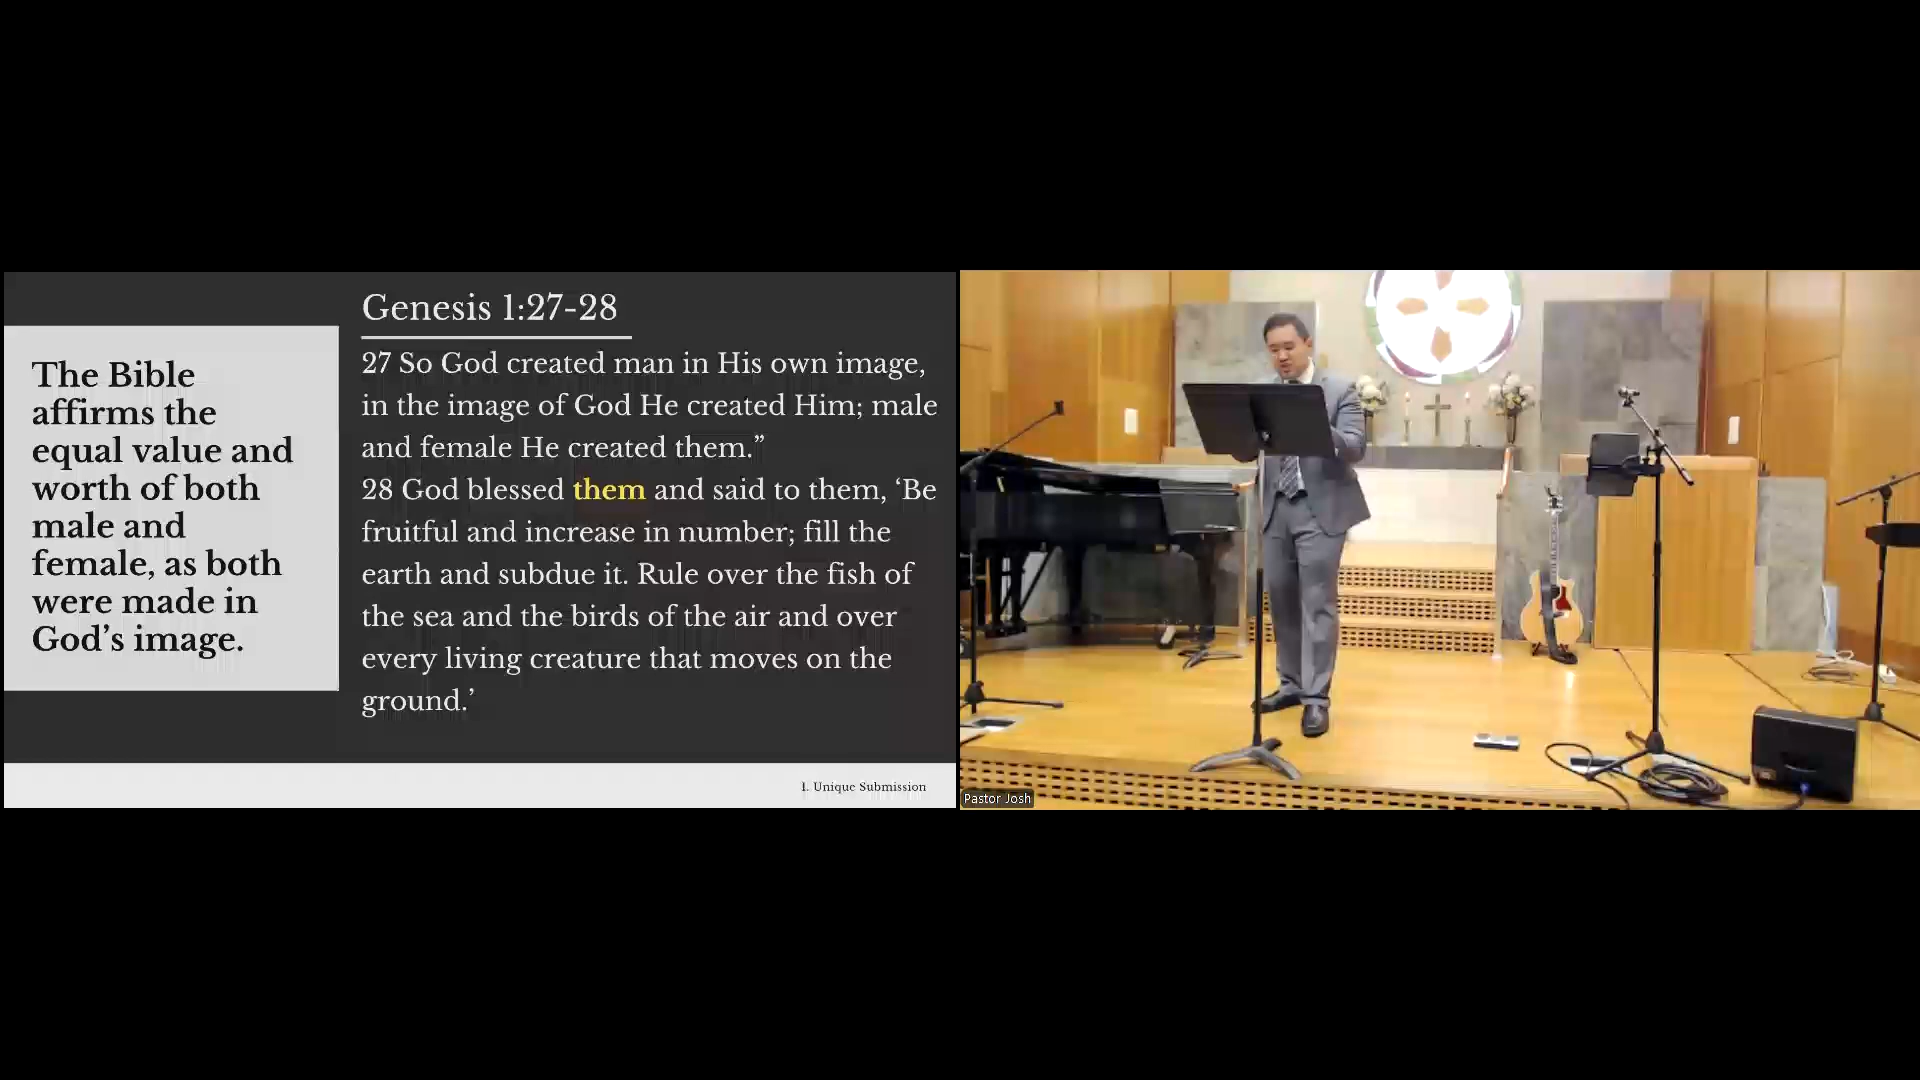 The Bible
affirms the
equal value and
worth of both
male and
female, as both
were made in
God’s image.
Genesis 1:27-28
27 So God created man in His own image,
in the image of God He created Him; male
and female He created them.”
28 God blessed them and said to them, ‘Be
fruitful and increase in number; fill the
earth and subdue it. Rule over the fish of
the sea and the birds of the air and over
every living creature that moves on the
ground.’
1. Unique Submission
Pastor Josh